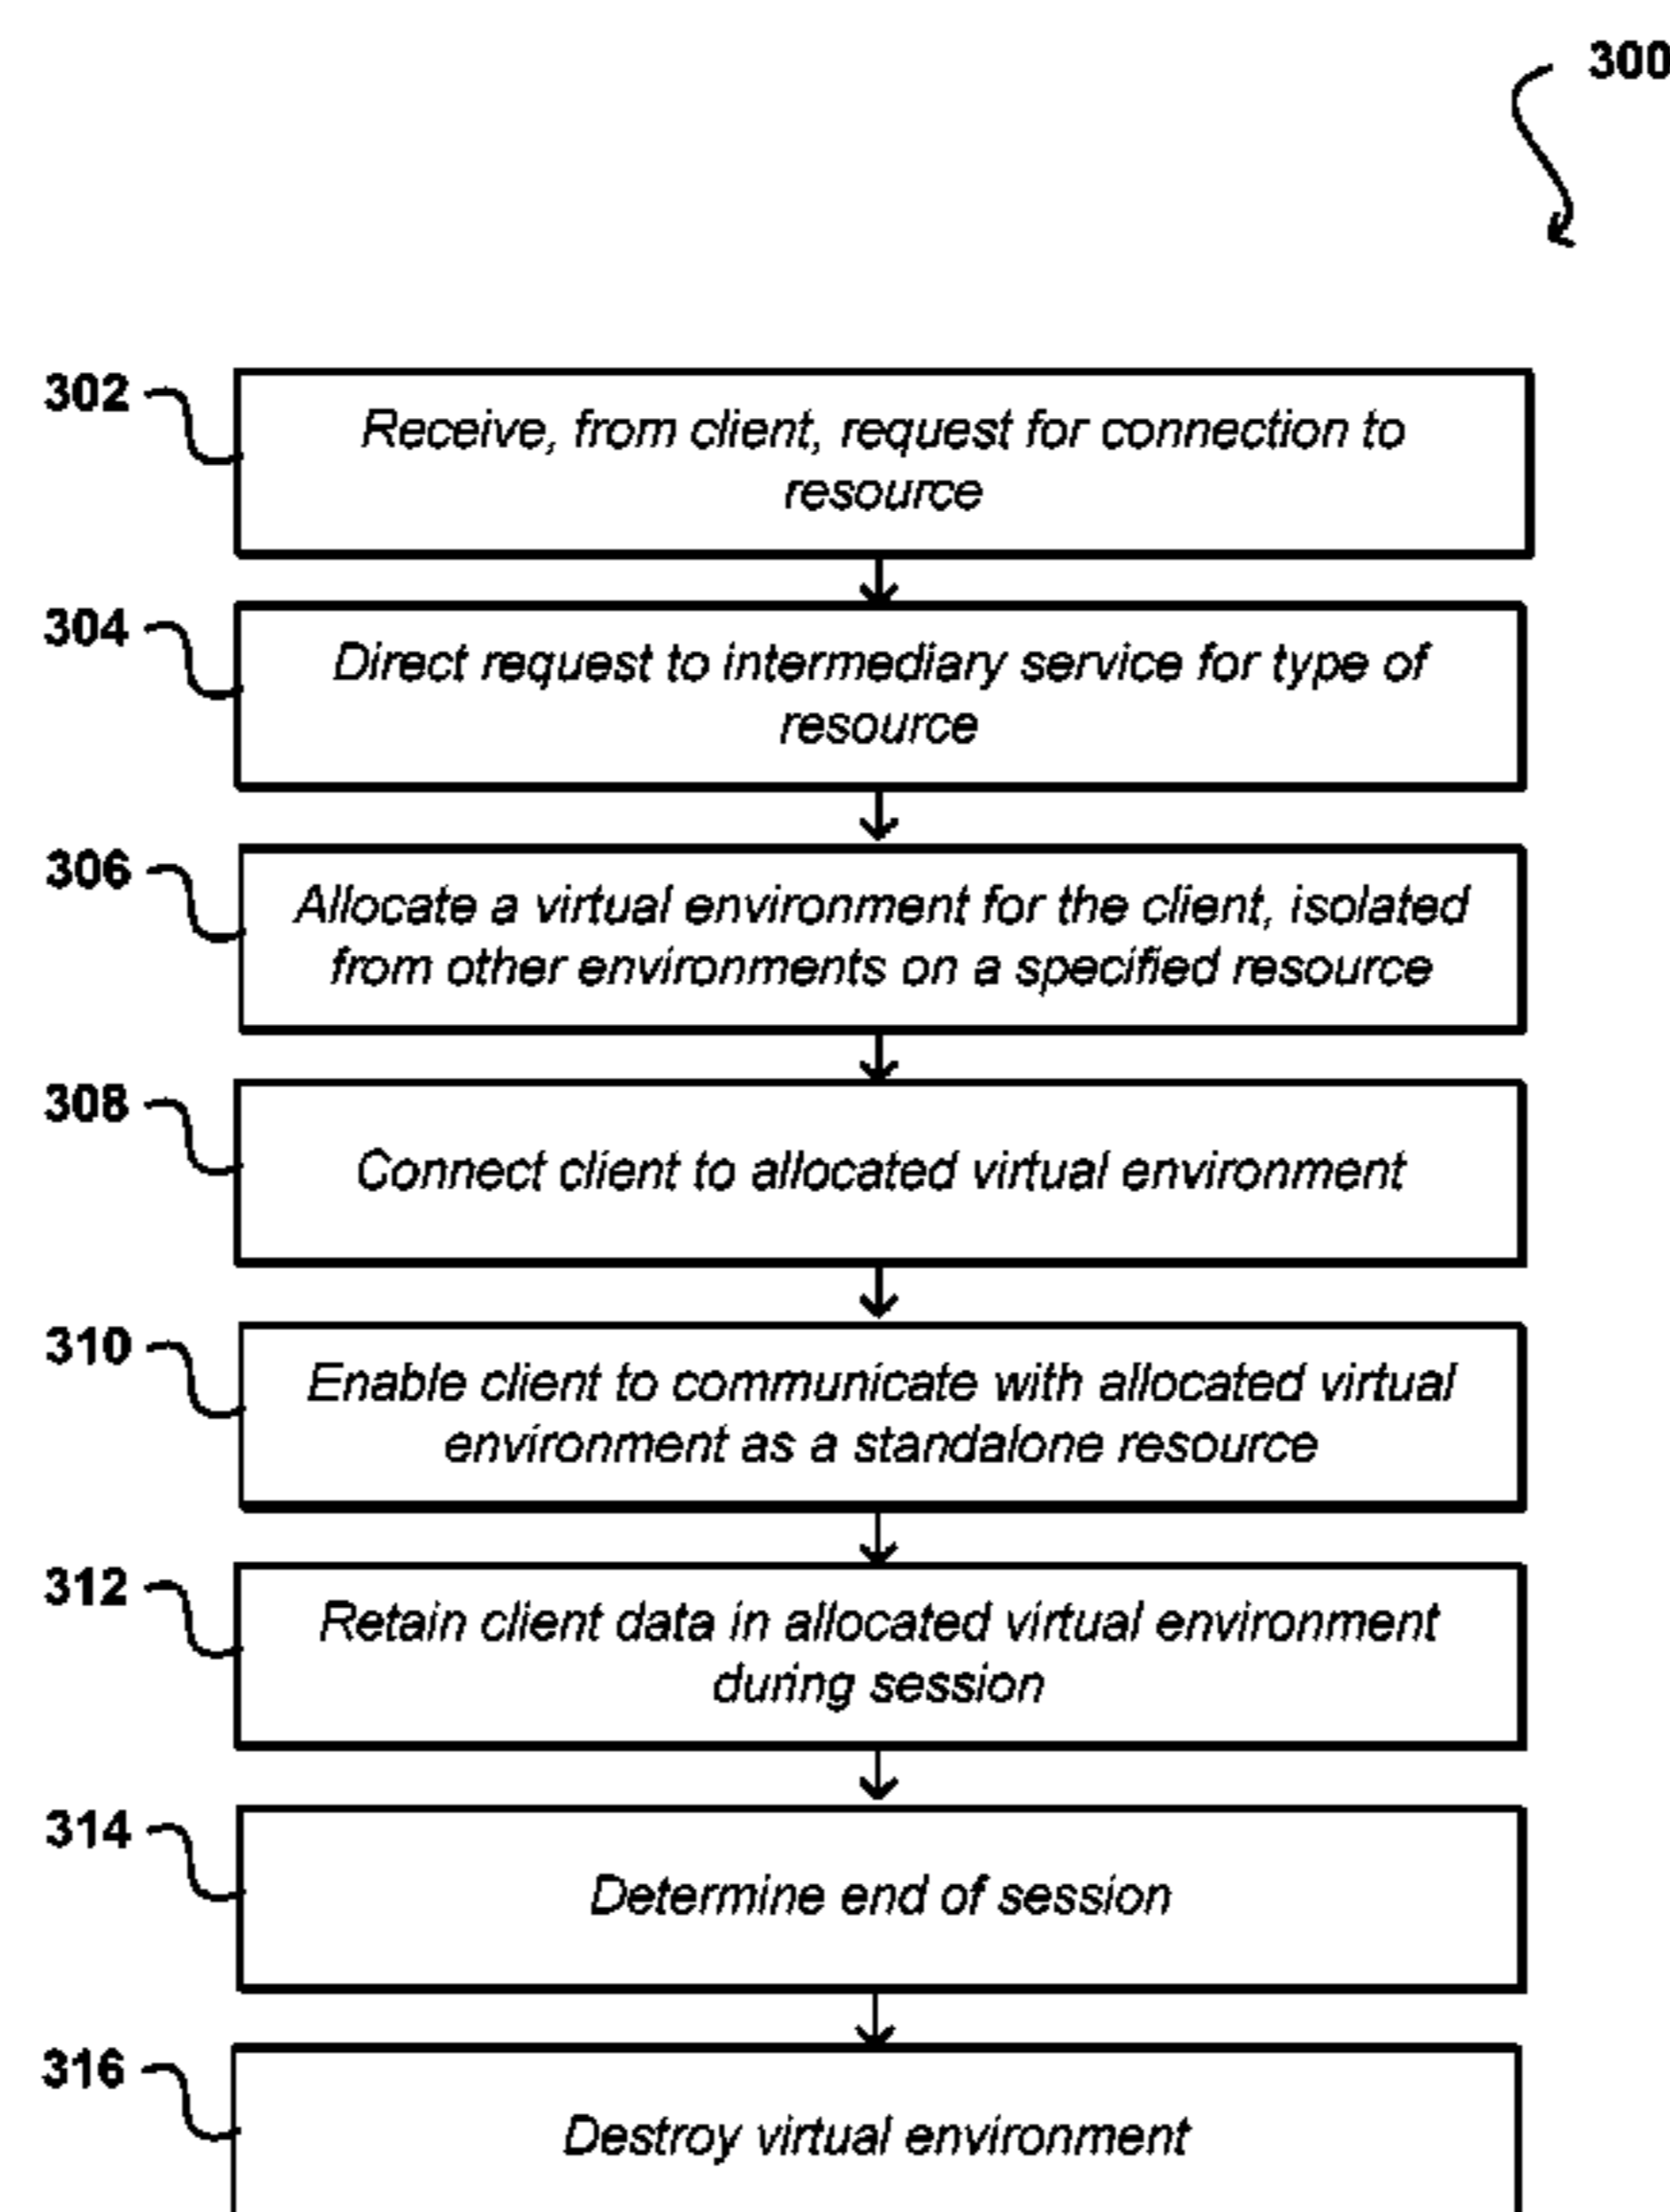 300
302
Receive, from client, request for connection to
resource
304
Direct request to intermediary service for type of
resource
306
Allocate a virtual environment for the client, isolated
from other environments on a specified resource
308
Connect client to allocated virtual environment
310
Enable client to communicate with allocated virtual
environment as a standalone resource
312
Retain client data in allocated virtual environment
during session
314
Determine end of session
316
Destroy virtual environment